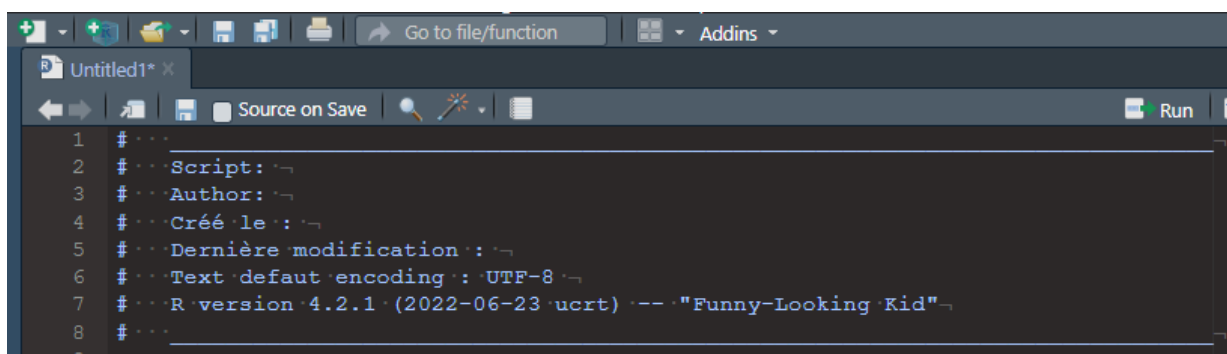 Go to file/function Addins
Untitled1*
Source on Save Run
1 # ______________________________________________________________________________
2 # Script:
3 # Author:
4 # Créé le :
5 # Dernière modification :
6 # Text defaut encoding : UTF-8
7 # R version 4.2.1 (2022-06-23 ucrt) -- "Funny-Looking Kid"
8 # ______________________________________________________________________________